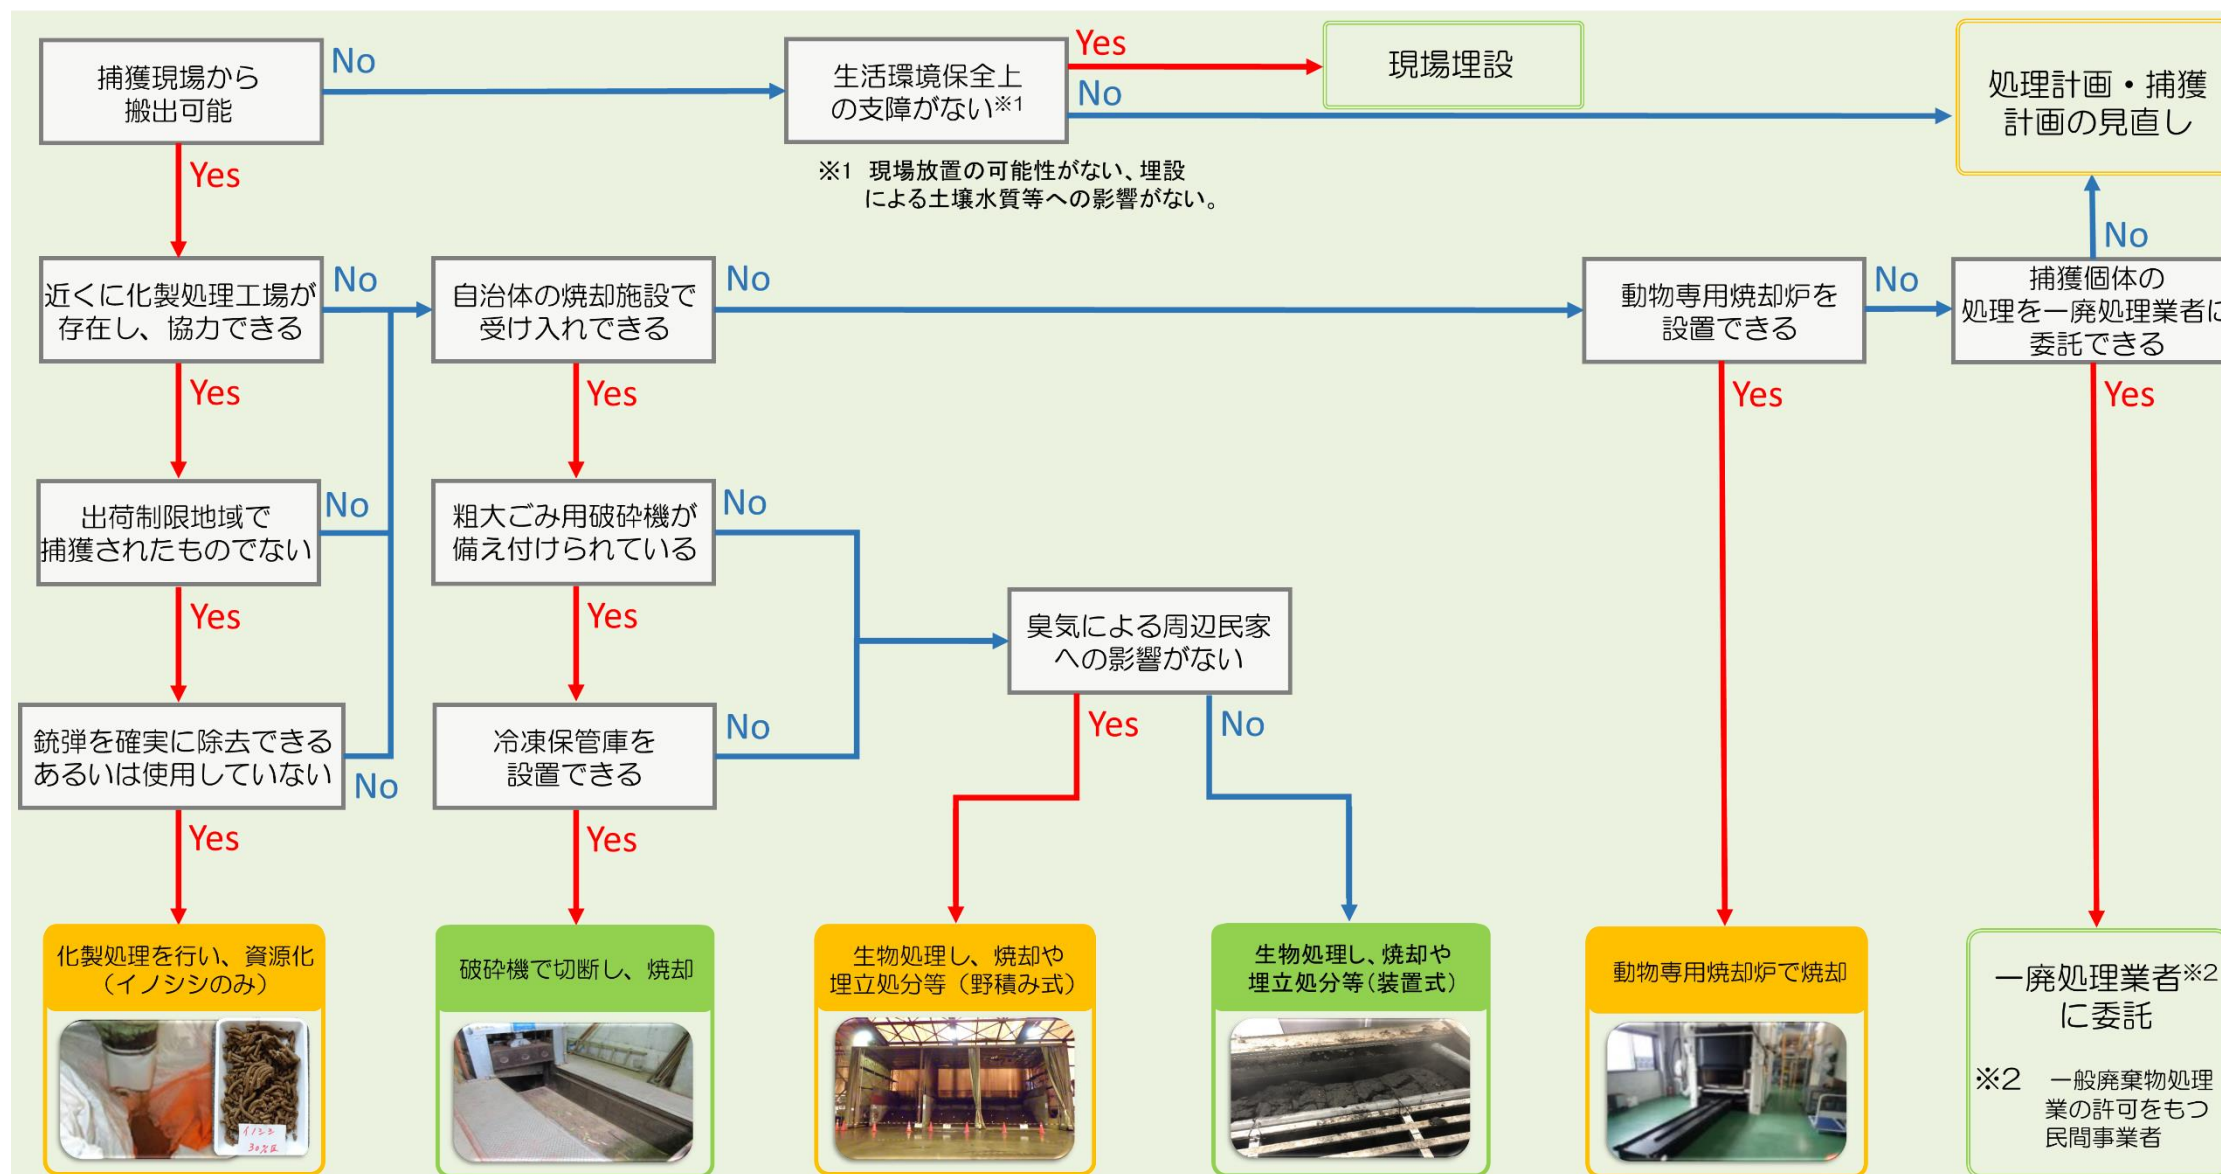 捕獲現場から
搬出可能
No
Yes
生活環境保全上
の支障がない※1
Yes
No
現場埋設
処理計画・捕獲
計画の見直し
※1 現場放置の可能性がない、埋設
による土壌水質等への影響がない。
近くに化製処理工場が
存在し、協力できる
No
Yes
自治体の焼却施設で
受け入れできる
No
Yes
動物専用焼却炉を
設置できる
No
Yes
捕獲個体の
処理を一廃処理業者に
委託できる
No
Yes
出荷制限地域で
捕獲されたものでない
No
Yes
粗大ごみ用破砕機が
備え付けられている
No
Yes
臭気による周辺民家
への影響がない
Yes
No
銃弾を確実に除去できる
あるいは使用していない
No
Yes
冷凍保管庫を
設置できる
No
Yes
化製処理を行い、資源化
（イノシシのみ）
イノシシ
破砕機で切断し、焼却
生物処理し、焼却や
埋立処分等（野積み式）
生物処理し、焼却や
埋立処分等（装置式）
動物専用焼却炉で焼却
一廃処理業者※2
に委託
※2 一般廃棄物処理
業の許可をもつ
民間事業者